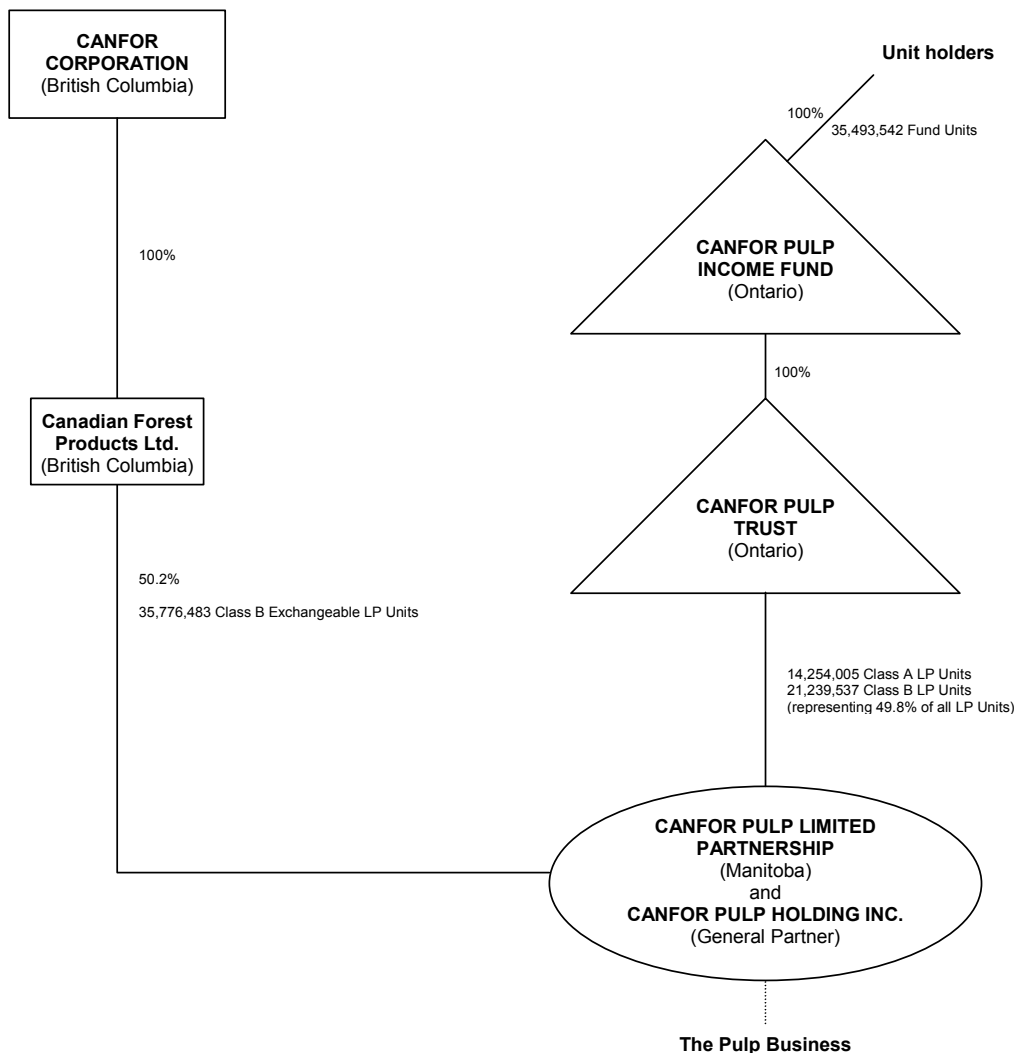 CANFOR
CORPORATION
(British Columbia)
Unit holders
100%
35,493,542 Fund Units
CANFOR PULP
INCOME FUND
(Ontario)
100%
100%
Canadian Forest
Products Ltd.
(British Columbia)
CANFOR PULP
TRUST
(Ontario)
50.2%
35,776,483 Class B Exchangeable LP Units
14,254,005 Class A LP Units
21,239,537 Class B LP Units
(representing 49.8% of all LP Units)
CANFOR PULP LIMITED
PARTNERSHIP
(Manitoba)
and
CANFOR PULP HOLDING INC.
(General Partner)
The Pulp Business